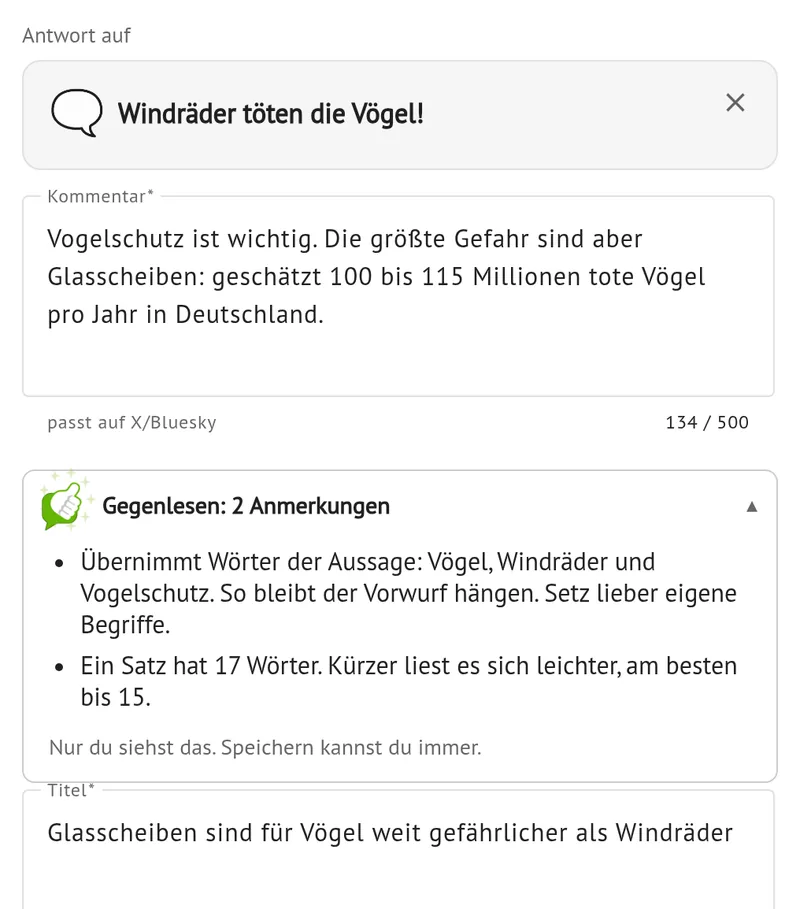 Antwort auf
Windräder töten die Vögel!
Kommentar*
Vogelschutz ist wichtig. Die größte Gefahr sind aber
Glasscheiben: geschätzt 100 bis 115 Millionen tote Vögel
pro Jahr in Deutschland.
passt auf X/Bluesky
134 / 500
Gegenlesen: 2 Anmerkungen
• Übernimmt Wörter der Aussage: Vögel, Windräder und
Vogelschutz. So bleibt der Vorwurf hängen. Setz lieber eigene
Begriffe.
• Ein Satz hat 17 Wörter. Kürzer liest es sich leichter, am besten
bis 15.
Nur du siehst das. Speichern kannst du immer.
Titel*
Glasscheiben sind für Vögel weit gefährlicher als Windräder